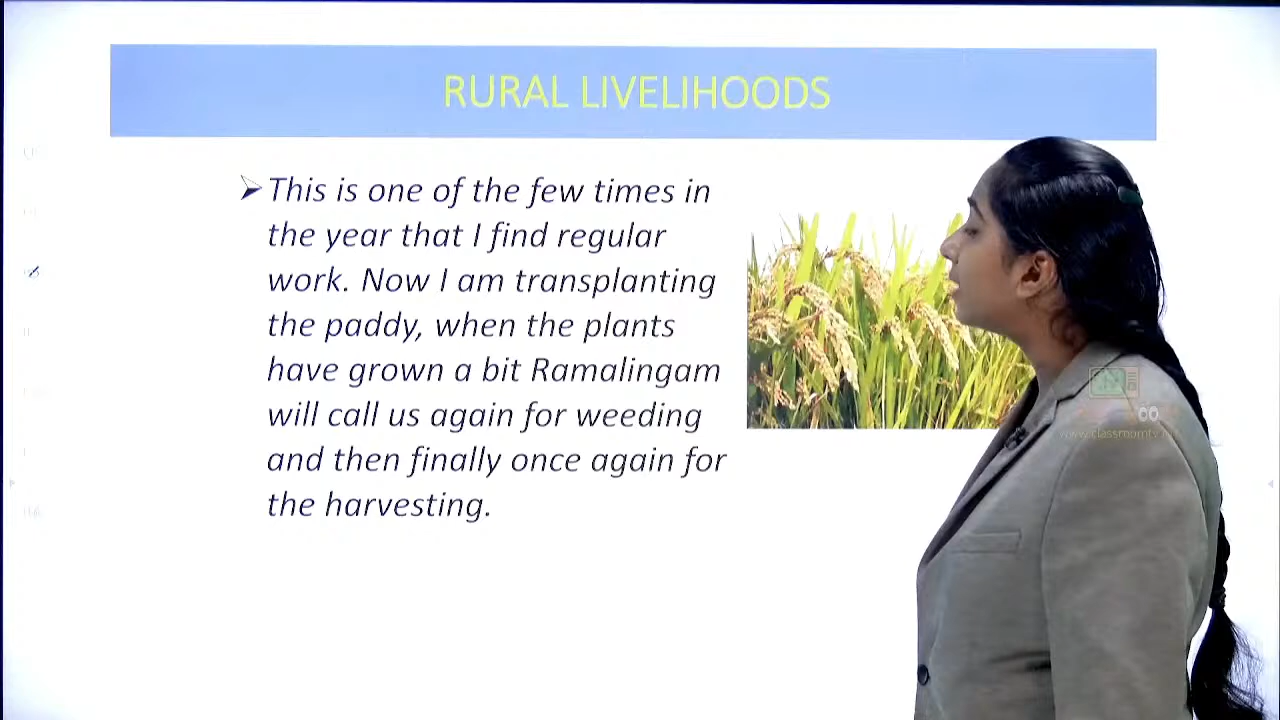 RURAL LIVELIHOODS
This is one of the few times in
the year that I find regular
work. Now I am transplanting
the paddy, when the plants
have grown a bit Ramalingam
will call us again for weeding
and then finally once again for
the harvesting.